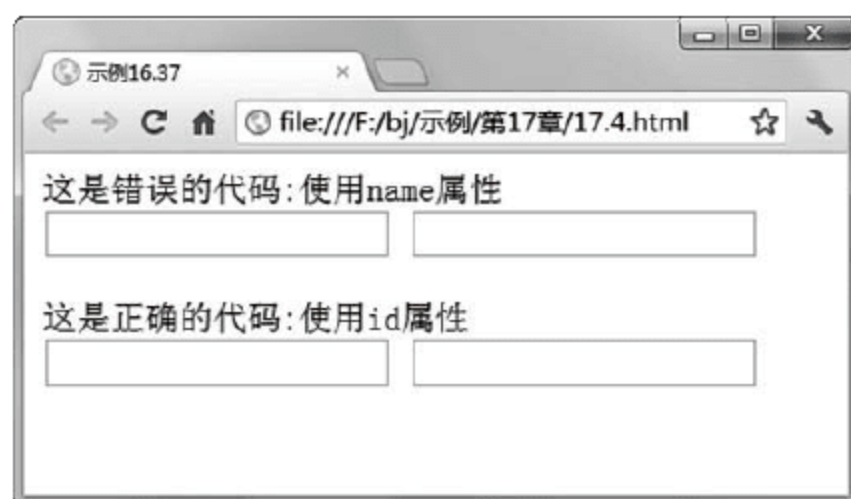 示例16.37
file:///F:/bj/示例/第17章/17.4.html
这是错误的代码:使用name属性
这是正确的代码:使用id属性